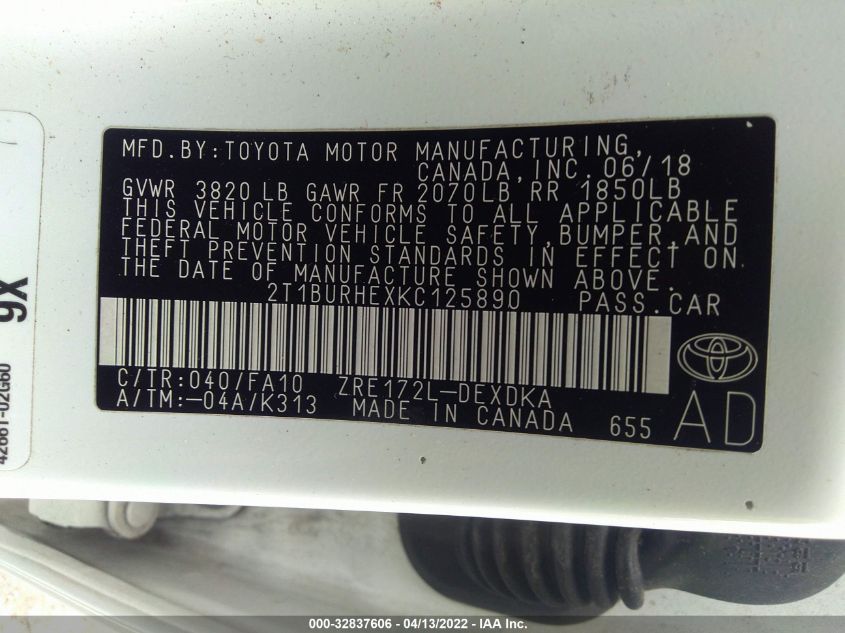 MFD.BY:TOYOTA MOTOR MANUFACTURING,
CANADA,INC. 06/18
GVWR 3820 LB GAWR FR 2070LB RR 1850LB
THIS VEHICLE CONFORMS TO ALL APPLICABLE
FEDERAL MOTOR VEHICLE SAFETY,BUMPER,AND
THEFT PREVENTION STANDARDS IN EFFECT ON
THE DATE OF MANUFACTURE SHOWN ABOVE.
2T1BURHEXKC125890 PASS.CAR
C/TR:040/FA10 ZRE172L-DEXDKA
A/TM:-04A/K313 MADE IN CANADA 655 AD
9X
42661-02G60
000-32837606 - 04/13/2022 - IAA Inc.